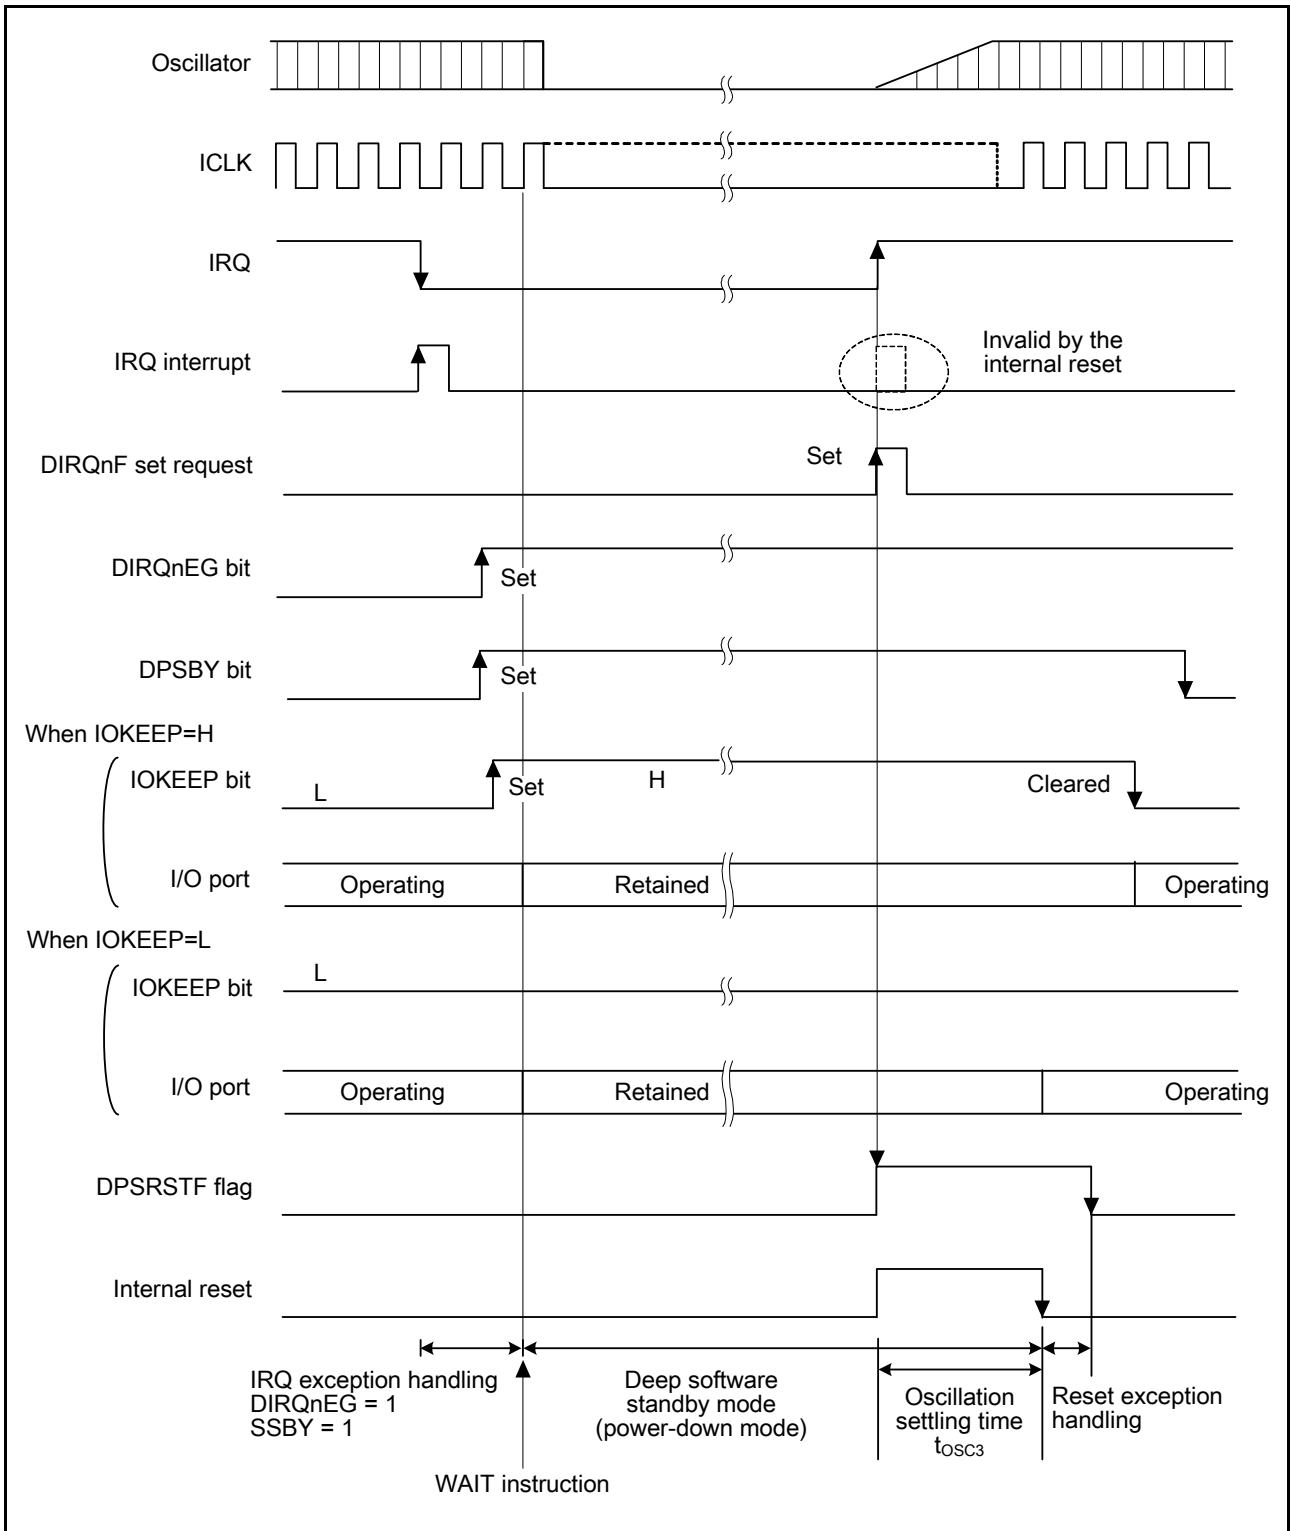 Oscillator
ICLK
IRQ
IRQ interrupt
Invalid by the
internal reset
DIRQnF set request
Set
DIRQnEG bit
Set
DPSBY bit
Set
When IOKEEP=H
IOKEEP bit
L
Set
H
Cleared
I/O port
Operating
Retained
Operating
When IOKEEP=L
IOKEEP bit
L
I/O port
Operating
Retained
Operating
DPSRSTF flag
Internal reset
IRQ exception handling
DIRQnEG = 1
SSBY = 1
Deep software
standby mode
(power-down mode)
Oscillation
settling time
tOSC3
Reset exception
handling
WAIT instruction